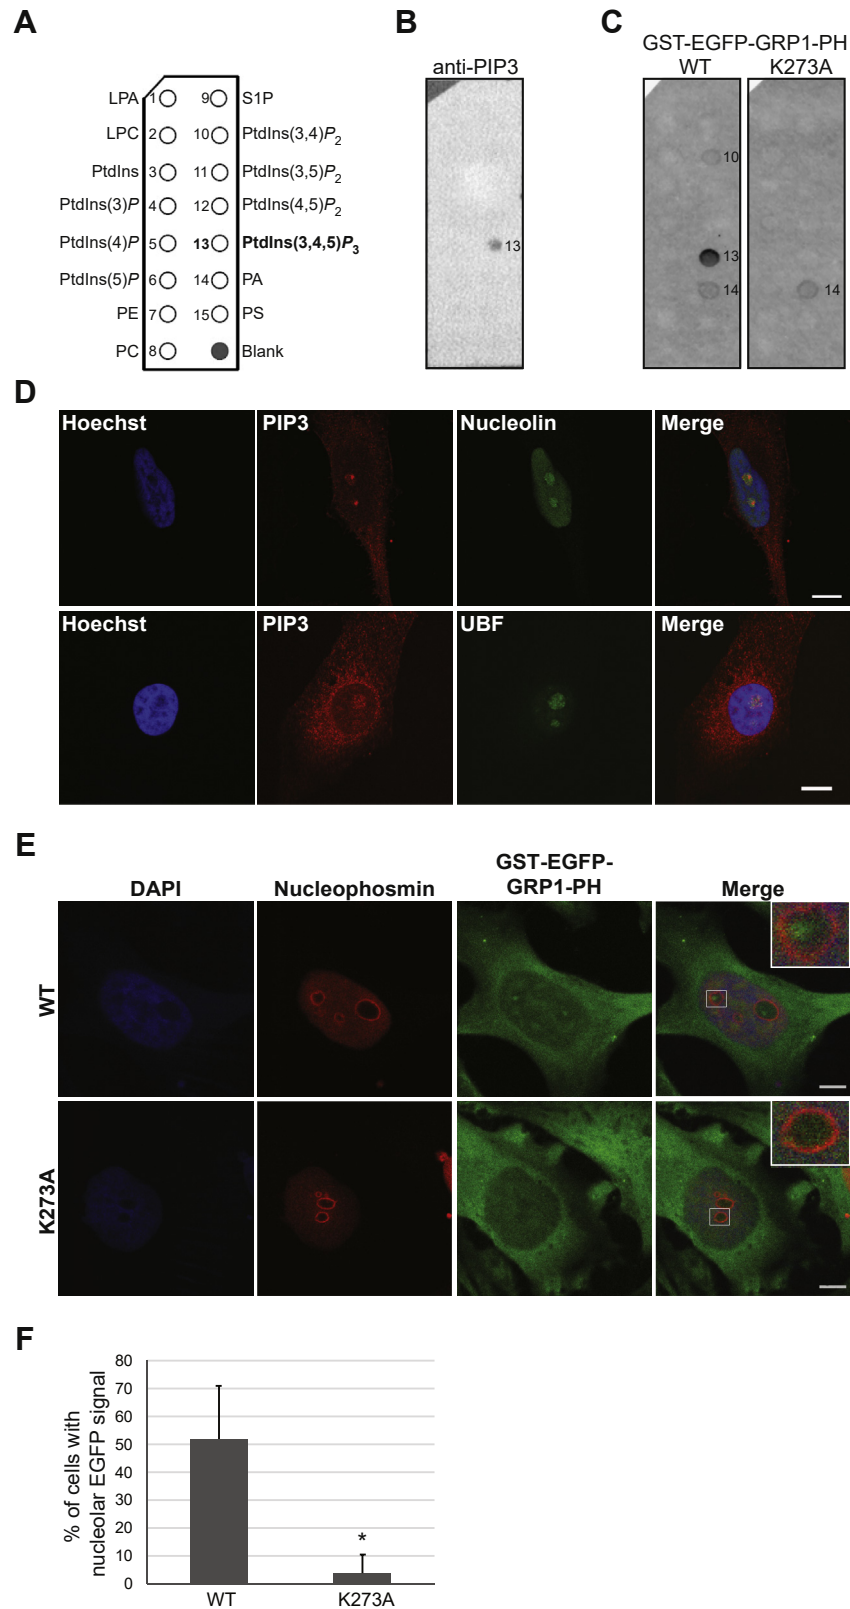 A
LPA 1 9 S1P
LPC 2 10 PtdIns(3,4)P2
PtdIns 3 11 PtdIns(3,5)P2
PtdIns(3)P 4 12 PtdIns(4,5)P2
PtdIns(4)P 5 13 PtdIns(3,4,5)P3
PtdIns(5)P 6 14 PA
PE 7 15 PS
PC 8 Blank
B
anti-PIP3
13
C
GST-EGFP-GRP1-PH
WT K273A
10
13
14 14
D
Hoechst PIP3 Nucleolin Merge
Hoechst PIP3 UBF Merge
E
DAPI Nucleophosmin GST-EGFP-
GRP1-PH Merge
WT
K273A
F
% of cells with
nucleolar EGFP signal
80
70
60
50
40
30
20
10
0
*
WT K273A